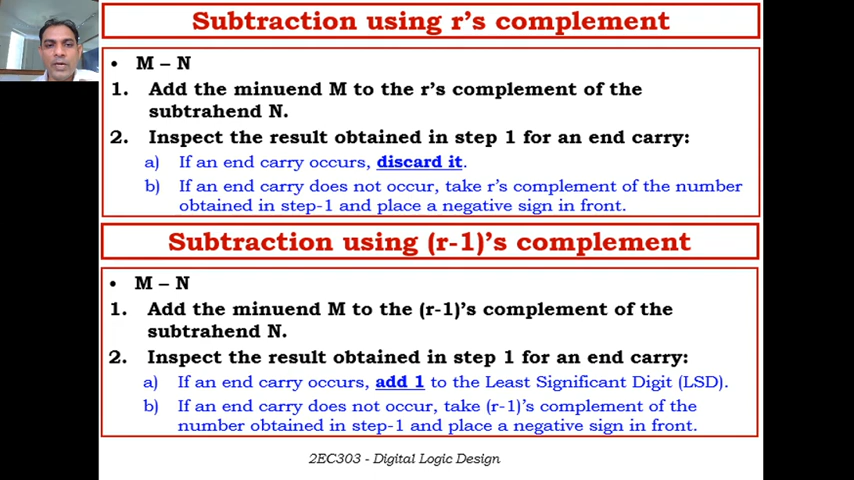 Subtraction using r's complement
• M – N
1. Add the minuend M to the r's complement of the
subtrahend N.
2. Inspect the result obtained in step 1 for an end carry:
a) If an end carry occurs, discard it.
b) If an end carry does not occur, take r's complement of the number
obtained in step-1 and place a negative sign in front.
Subtraction using (r-1)'s complement
• M – N
1. Add the minuend M to the (r-1)'s complement of the
subtrahend N.
2. Inspect the result obtained in step 1 for an end carry:
a) If an end carry occurs, add 1 to the Least Significant Digit (LSD).
b) If an end carry does not occur, take (r-1)'s complement of the
number obtained in step-1 and place a negative sign in front.
2EC303 - Digital Logic Design